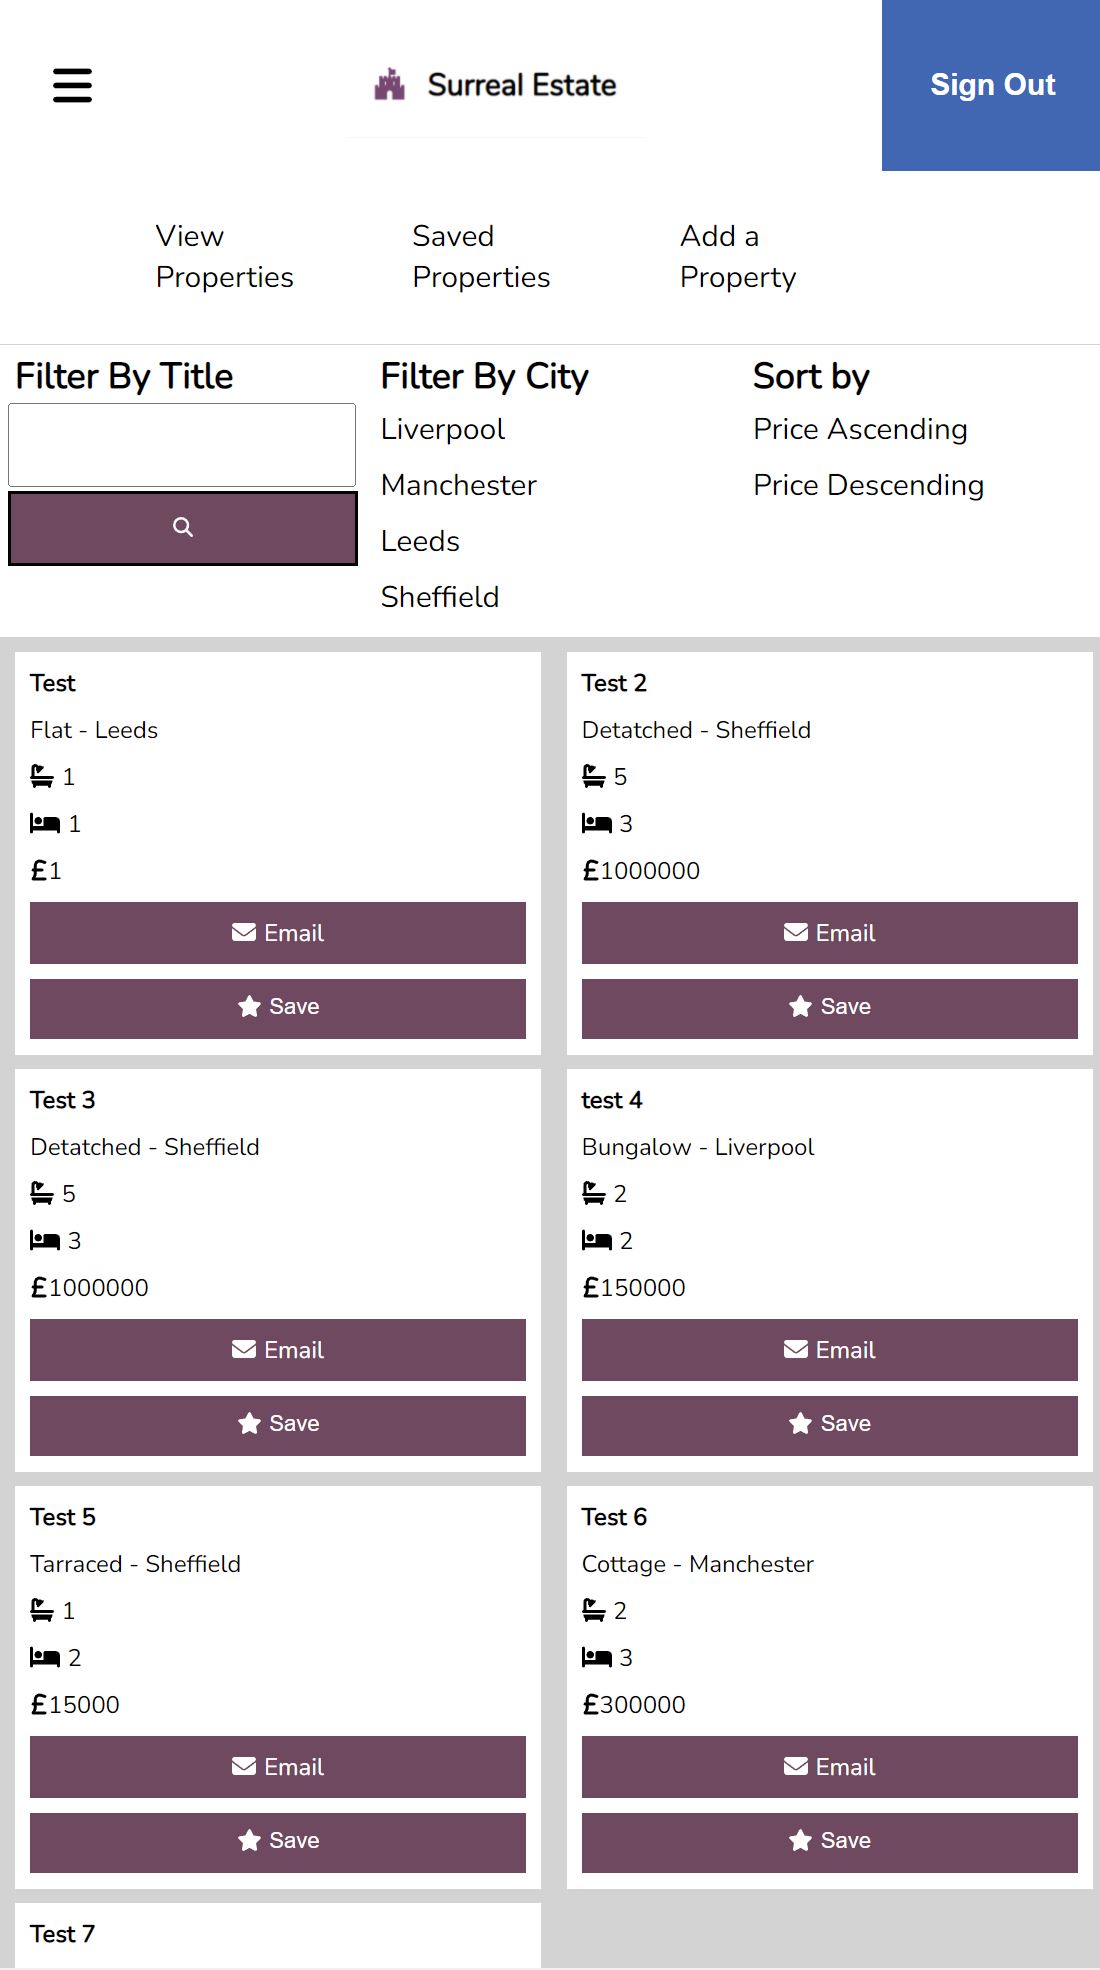 Surreal Estate
Sign Out
View
Properties
Saved
Properties
Add a
Property
Filter By Title
Filter By City
Liverpool
Manchester
Leeds
Sheffield
Sort by
Price Ascending
Price Descending
Test
Flat - Leeds
1
1
£1
Email
Save
Test 2
Detatched - Sheffield
5
3
£1000000
Email
Save
Test 3
Detatched - Sheffield
5
3
£1000000
Email
Save
test 4
Bungalow - Liverpool
2
2
£150000
Email
Save
Test 5
Tarraced - Sheffield
1
2
£15000
Email
Save
Test 6
Cottage - Manchester
2
3
£300000
Email
Save
Test 7